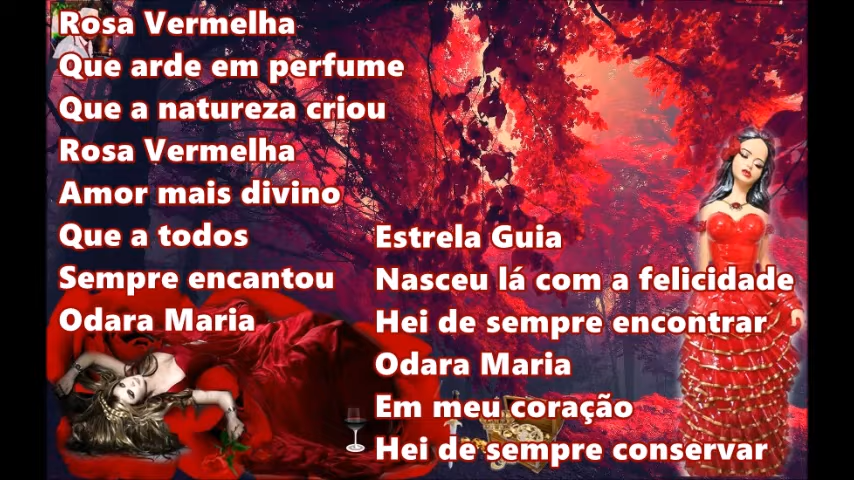 Rosa Vermelha
Que arde em perfume
Que a natureza criou
Rosa Vermelha
Amor mais divino
Que a todos
Sempre encantou
Odara Maria
Estrela Guia
Nasceu lá com a felicidade
Hei de sempre encontrar
Odara Maria
Em meu coração
Hei de sempre conservar